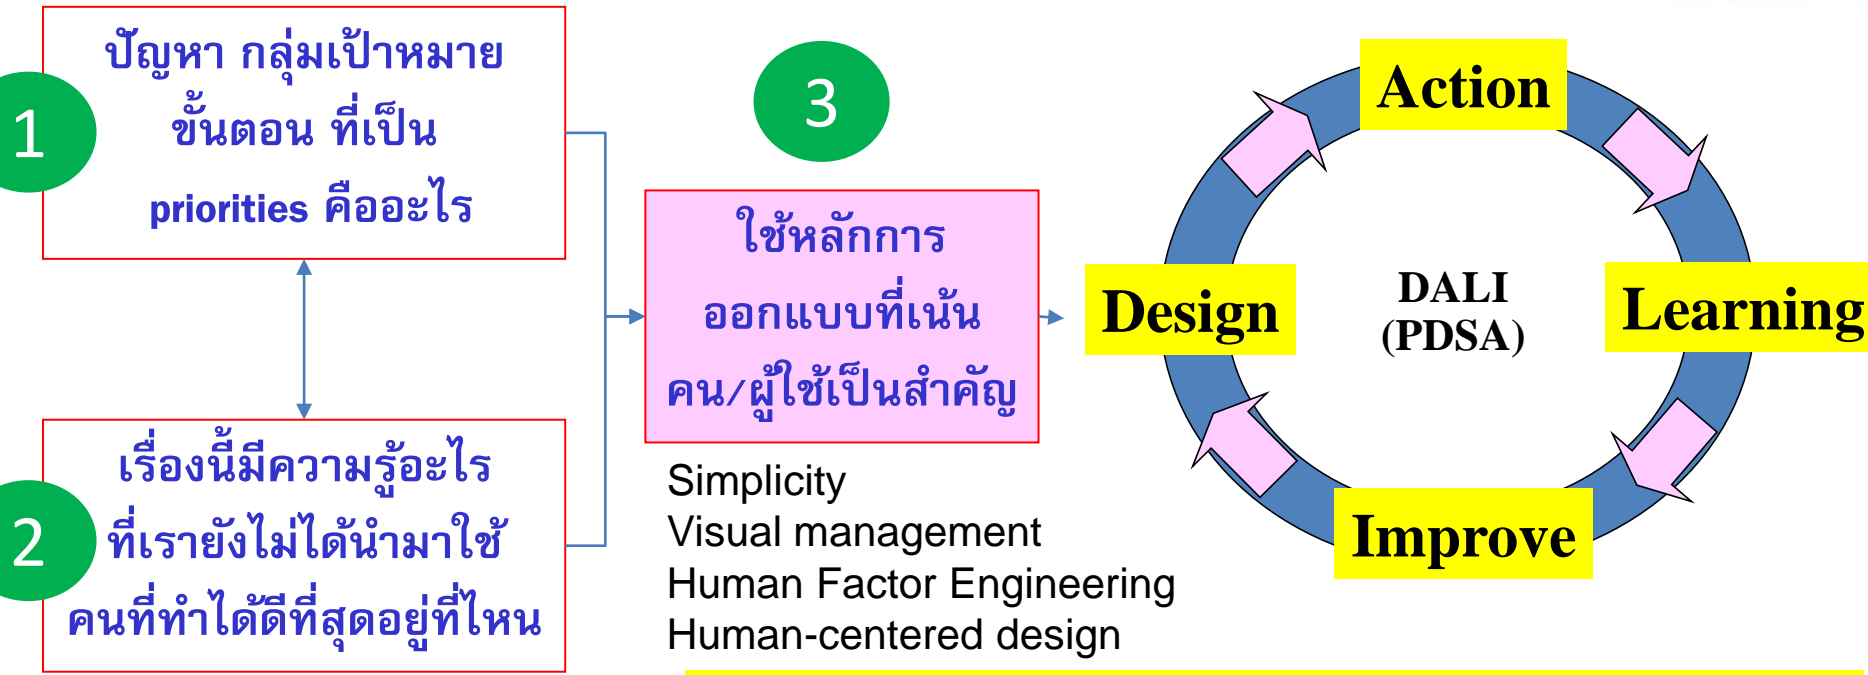 1
ปัญหา กลุ่มเป้าหมาย
ขั้นตอน ที่เป็น
priorities คืออะไร
2
เรื่องนี้มีความรู้อะไร
ที่เรายังไม่ได้นำมาใช้
คนที่ทำได้ดีที่สุดอยู่ที่ไหน
3
ใช้หลักการ
ออกแบบที่เน้น
คน/ผู้ใช้เป็นสำคัญ
Simplicity
Visual management
Human Factor Engineering
Human-centered design
Action
Design
DALI
(PDSA)
Learning
Improve